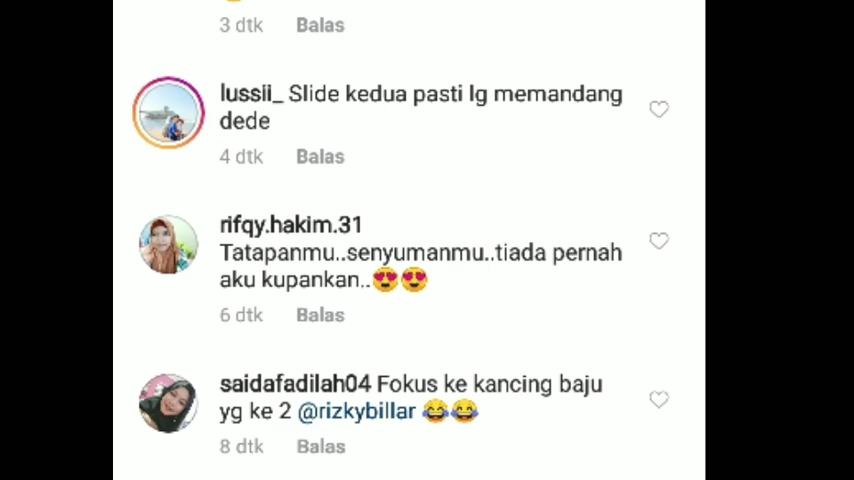 3 dtk Balas
lussii_ Slide kedua pasti lg memandang
dede
4 dtk Balas
rifqy.hakim.31
Tatapanmu..senyumanmu..tiada pernah
aku kupankan..😍😍
6 dtk Balas
saidafadilah04 Fokus ke kancing baju
yg ke 2 @rizkybillar 😂😂
8 dtk Balas